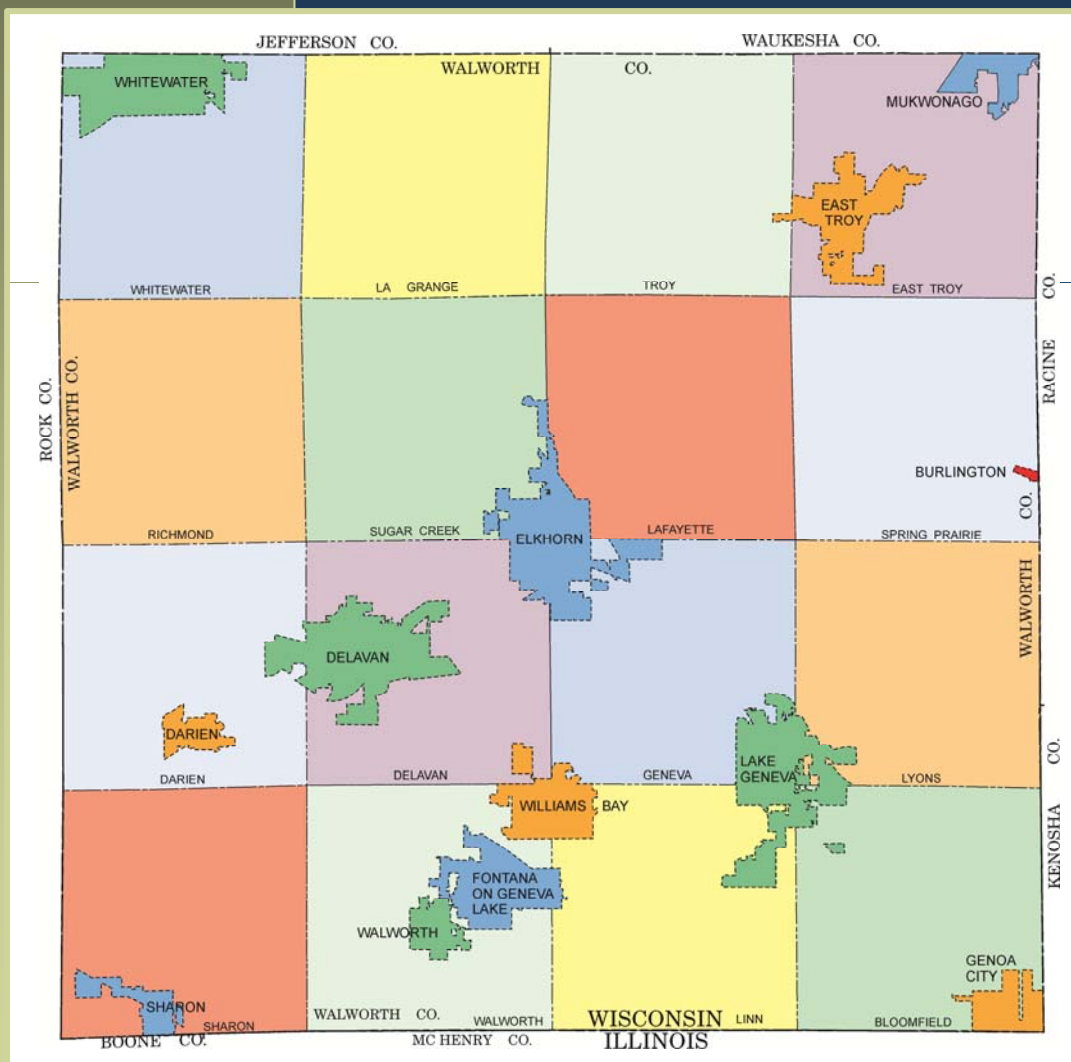 JEFFERSON CO.
WAUKESHA CO.
WALWORTH CO.
WHITEWATER
MUKWONAGO
EAST
TROY
WHITEWATER
LA GRANGE
TROY
EAST TROY
ROCK CO.
WALWORTH CO.
RACINE CO.
BURLINGTON
RICHMOND
SUGAR CREEK
ELKHORN
LAFAYETTE
SPRING PRAIRIE
WALWORTH CO.
DELAVAN
DARIEN
LAKE
GENEVA
DARIEN
DELAVAN
GENEVA
LYONS
KENOSHA CO.
WILLIAMS BAY
FONTANA
ON GENEVA
LAKE
WALWORTH
GENOA
CITY
SHARON
SHARON
WALWORTH CO.
WALWORTH
WISCONSIN
LINN
BLOOMFIELD
BOONE CO.
MC HENRY CO.
ILLINOIS